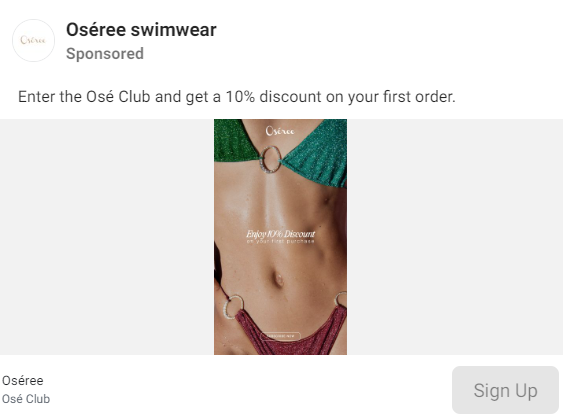 Oséree
Oséree swimwear
Sponsored
Enter the Osé Club and get a 10% discount on your first order.
Oséree
Enjoy 10% Discount
on your first purchase
Oséree
Osé Club
Sign Up